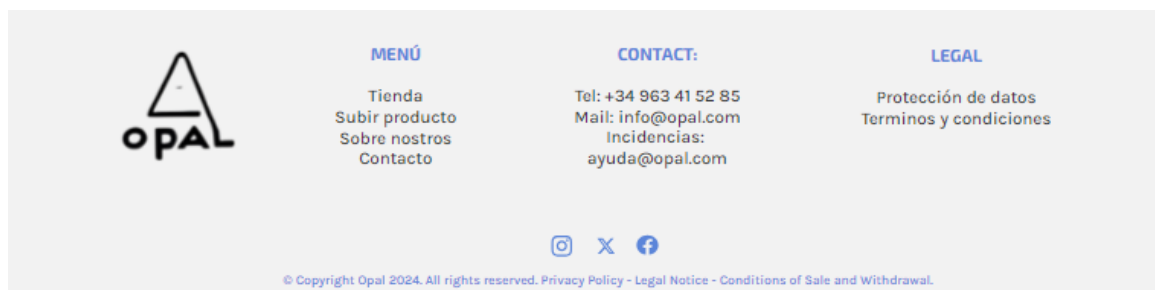 OPAL
MENÚ
Tienda
Subir producto
Sobre nostros
Contacto
CONTACT:
Tel: +34 963 41 52 85
Mail: info@opal.com
Incidencias:
ayuda@opal.com
LEGAL
Protección de datos
Terminos y condiciones
© Copyright Opal 2024. All rights reserved. Privacy Policy - Legal Notice - Conditions of Sale and Withdrawal.